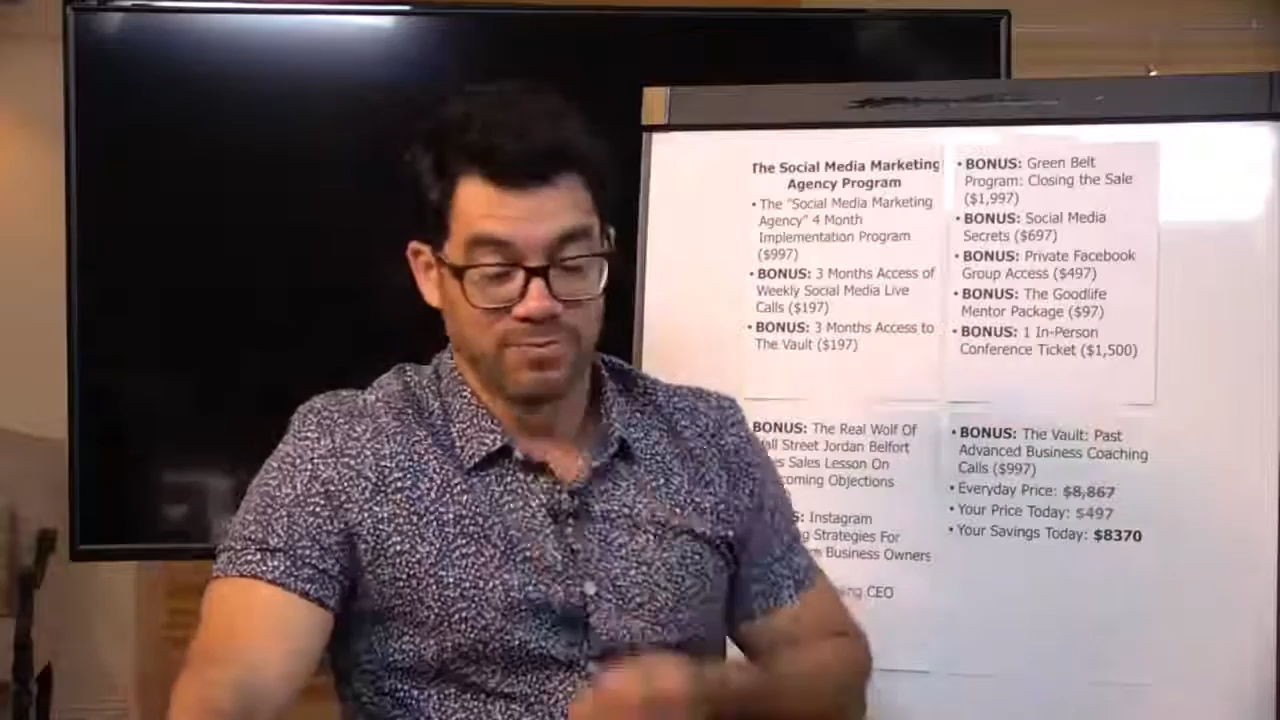 The Social Media Marketing
Agency Program
• The "Social Media Marketing
Agency" 4 Month
Implementation Program
($997)
• BONUS: 3 Months Access of
Weekly Social Media Live
Calls ($197)
• BONUS: 3 Months Access to
The Vault ($197)
• BONUS: Green Belt
Program: Closing the Sale
($1,997)
• BONUS: Social Media
Secrets ($697)
• BONUS: Private Facebook
Group Access ($497)
• BONUS: The Goodlife
Mentor Package ($97)
• BONUS: 1 In-Person
Conference Ticket ($1,500)
BONUS: The Real Wolf Of
Wall Street Jordan Belfort
Sales Lesson On
Objections
Instagram
Strategies For
Business Owners
CEO
• BONUS: The Vault: Past
Advanced Business Coaching
Calls ($997)
• Everyday Price: $8,867
• Your Price Today: $497
• Your Savings Today: $8370